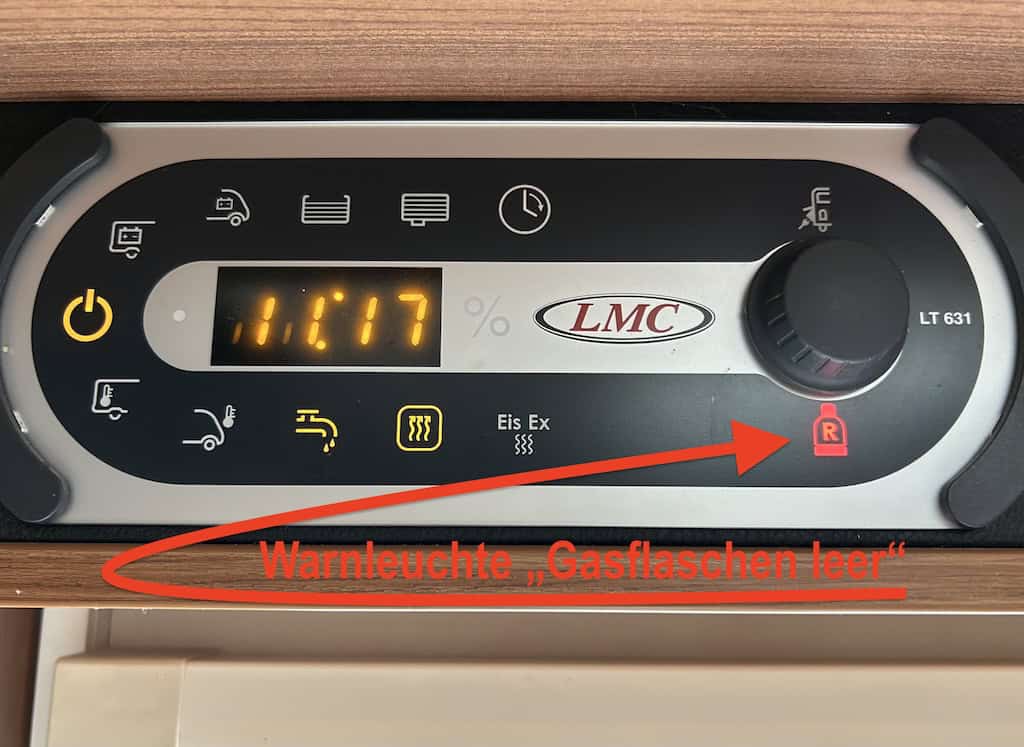 11:17
%
LMC
LT 631
Eis Ex
R
Warnleuchte „Gasflaschen leer“